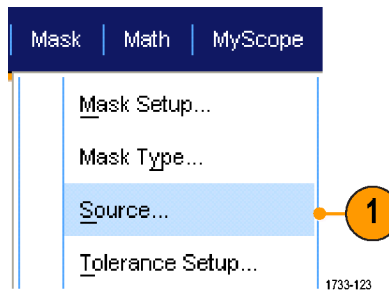 Mask | Math | MyScope
Mask Setup...
Mask Type...
Source...
1
Tolerance Setup...
1733-123